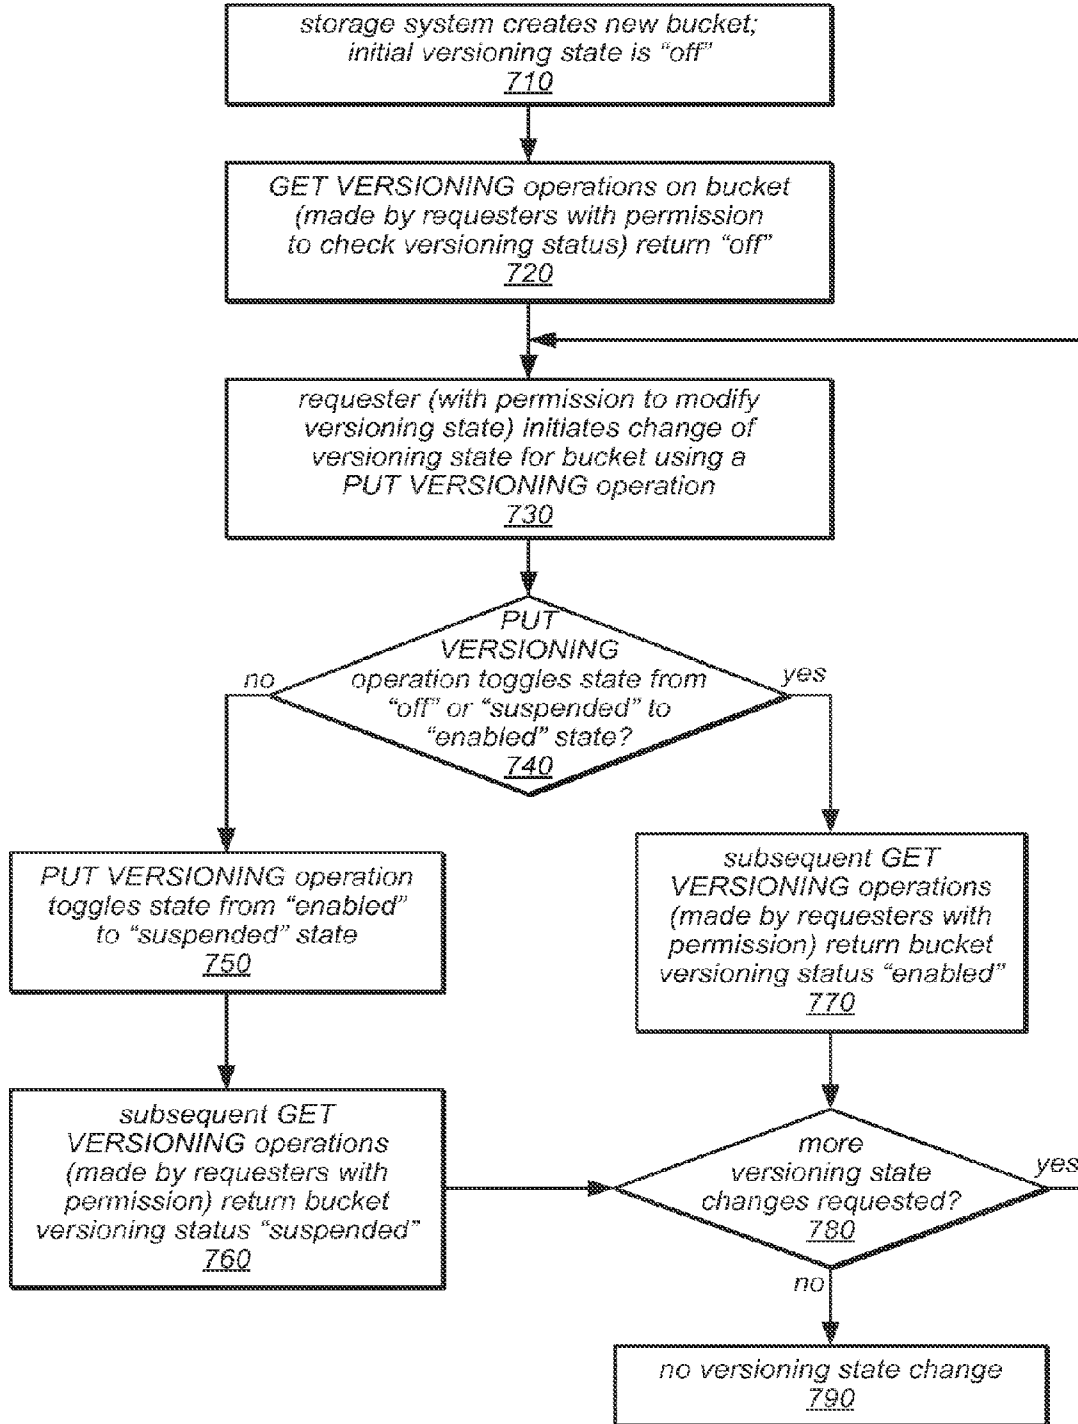 storage system creates new bucket;
initial versioning state is “off”
710
GET VERSIONING operations on bucket
(made by requesters with permission
to check versioning status) return “off”
720
requester (with permission to modify
versioning state) initiates change of
versioning state for bucket using a
PUT VERSIONING operation
730
PUT
VERSIONING
operation toggles state from
“off” or “suspended” to
“enabled” state?
740
no
yes
PUT VERSIONING operation
toggles state from “enabled”
to “suspended” state
750
subsequent GET
VERSIONING operations
(made by requesters with
permission) return bucket
versioning status “enabled”
770
subsequent GET
VERSIONING operations
(made by requesters with
permission) return bucket
versioning status “suspended”
760
more
versioning state
changes requested?
780
yes
no
no versioning state change
790